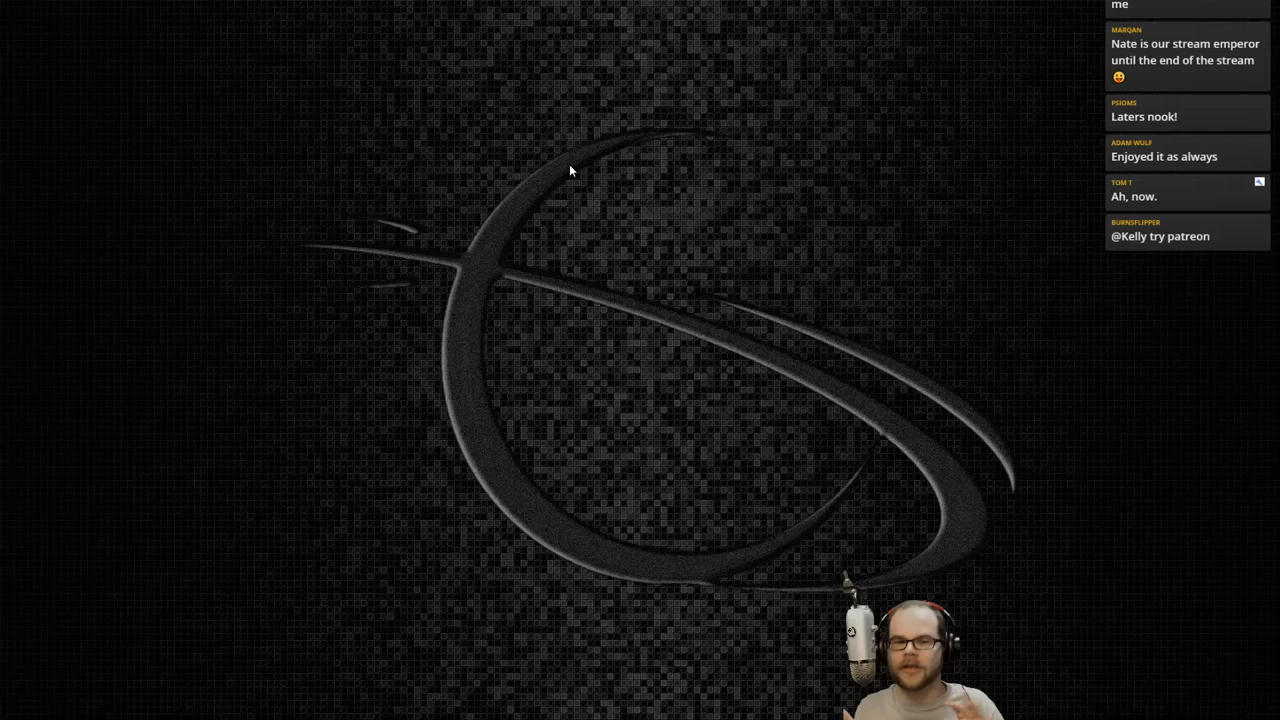 me
MARQAN
Nate is our stream emperor
until the end of the stream
😛
PSIOMS
Laters nook!
ADAM WULF
Enjoyed it as always
TOM T
Ah, now.
BURNSFLIPPER
@Kelly try patreon